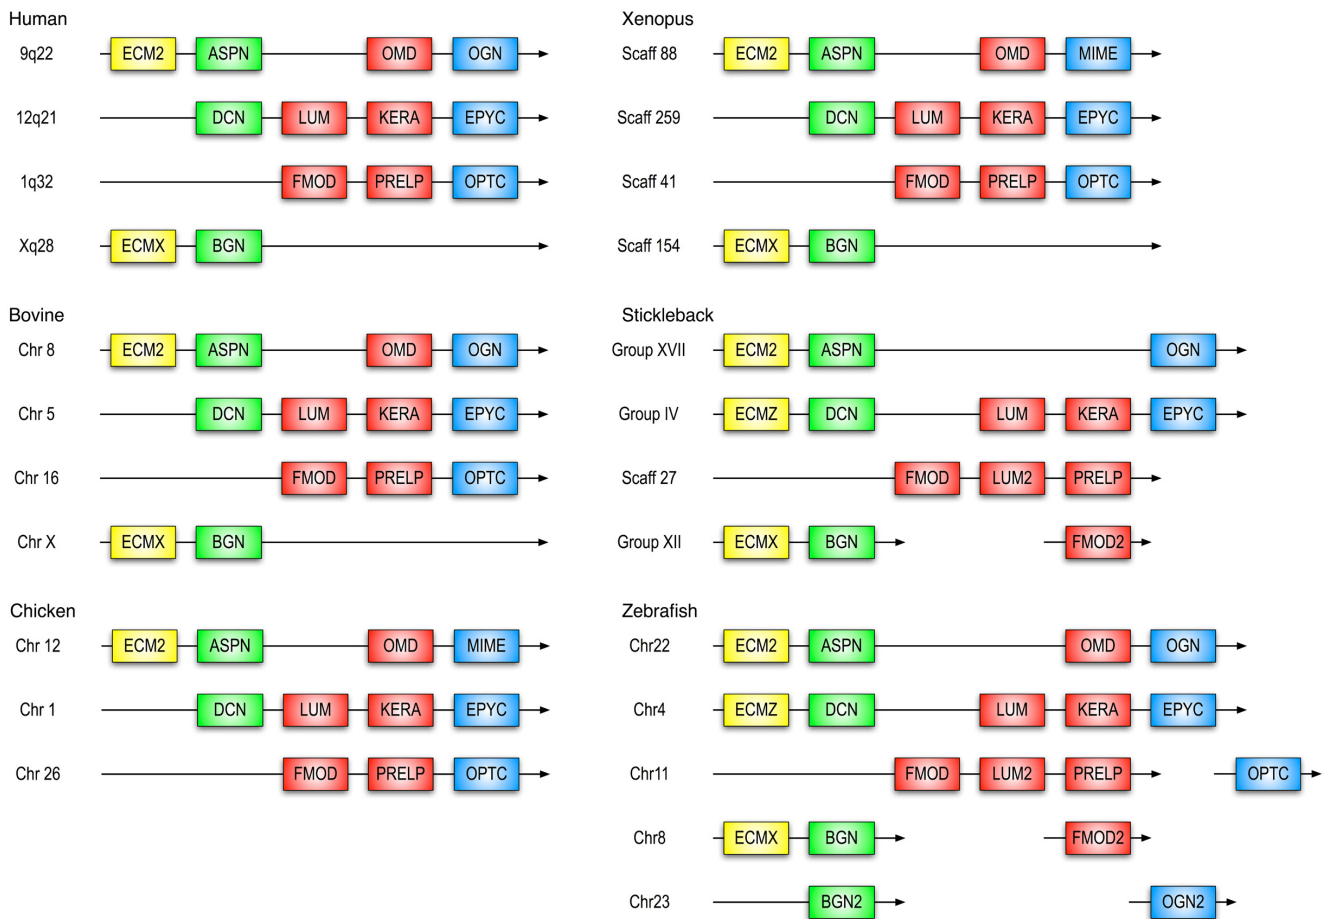 Human
9q22 ECM2 ASPN OMD OGN
12q21 DCN LUM KERA EPYC
1q32 FMOD PRELP OPTC
Xq28 ECMX BGN
Bovine
Chr 8 ECM2 ASPN OMD OGN
Chr 5 DCN LUM KERA EPYC
Chr 16 FMOD PRELP OPTC
Chr X ECMX BGN
Chicken
Chr 12 ECM2 ASPN OMD MIME
Chr 1 DCN LUM KERA EPYC
Chr 26 FMOD PRELP OPTC
Xenopus
Scaff 88 ECM2 ASPN OMD MIME
Scaff 259 DCN LUM KERA EPYC
Scaff 41 FMOD PRELP OPTC
Scaff 154 ECMX BGN
Stickleback
Group XVII ECM2 ASPN OGN
Group IV ECMZ DCN LUM KERA EPYC
Scaff 27 FMOD LUM2 PRELP
Group XII ECMX BGN FMOD2
Zebrafish
Chr22 ECM2 ASPN OMD OGN
Chr4 ECMZ DCN LUM KERA EPYC
Chr11 FMOD LUM2 PRELP OPTC
Chr8 ECMX BGN FMOD2
Chr23 BGN2 OGN2